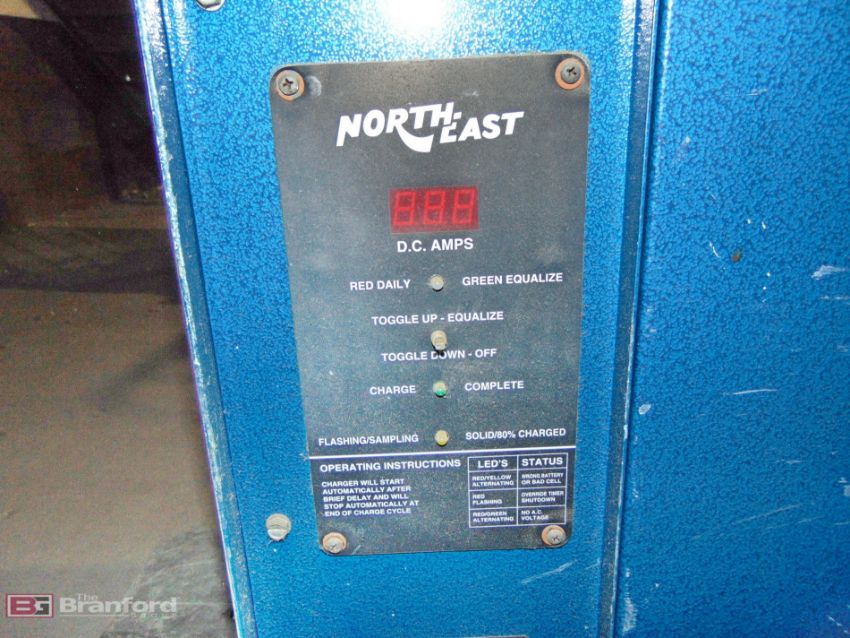 NORTH-
EAST
D.C. AMPS
RED DAILY GREEN EQUALIZE
TOGGLE UP - EQUALIZE
TOGGLE DOWN - OFF
CHARGE COMPLETE
FLASHING/SAMPLING SOLID/80% CHARGED
OPERATING INSTRUCTIONS
CHARGER WILL START
AUTOMATICALLY AFTER
BRIEF DELAY AND WILL
STOP AUTOMATICALLY AT
END OF CHARGE CYCLE
LED'S STATUS
RED/YELLOW WRONG BATTERY
ALTERNATING OR BAD CELL
RED OVERRIDE TIMER
FLASHING SHUTDOWN
RED/GREEN NO A.C.
ALTERNATING VOLTAGE
BG The
Branford
GROUP